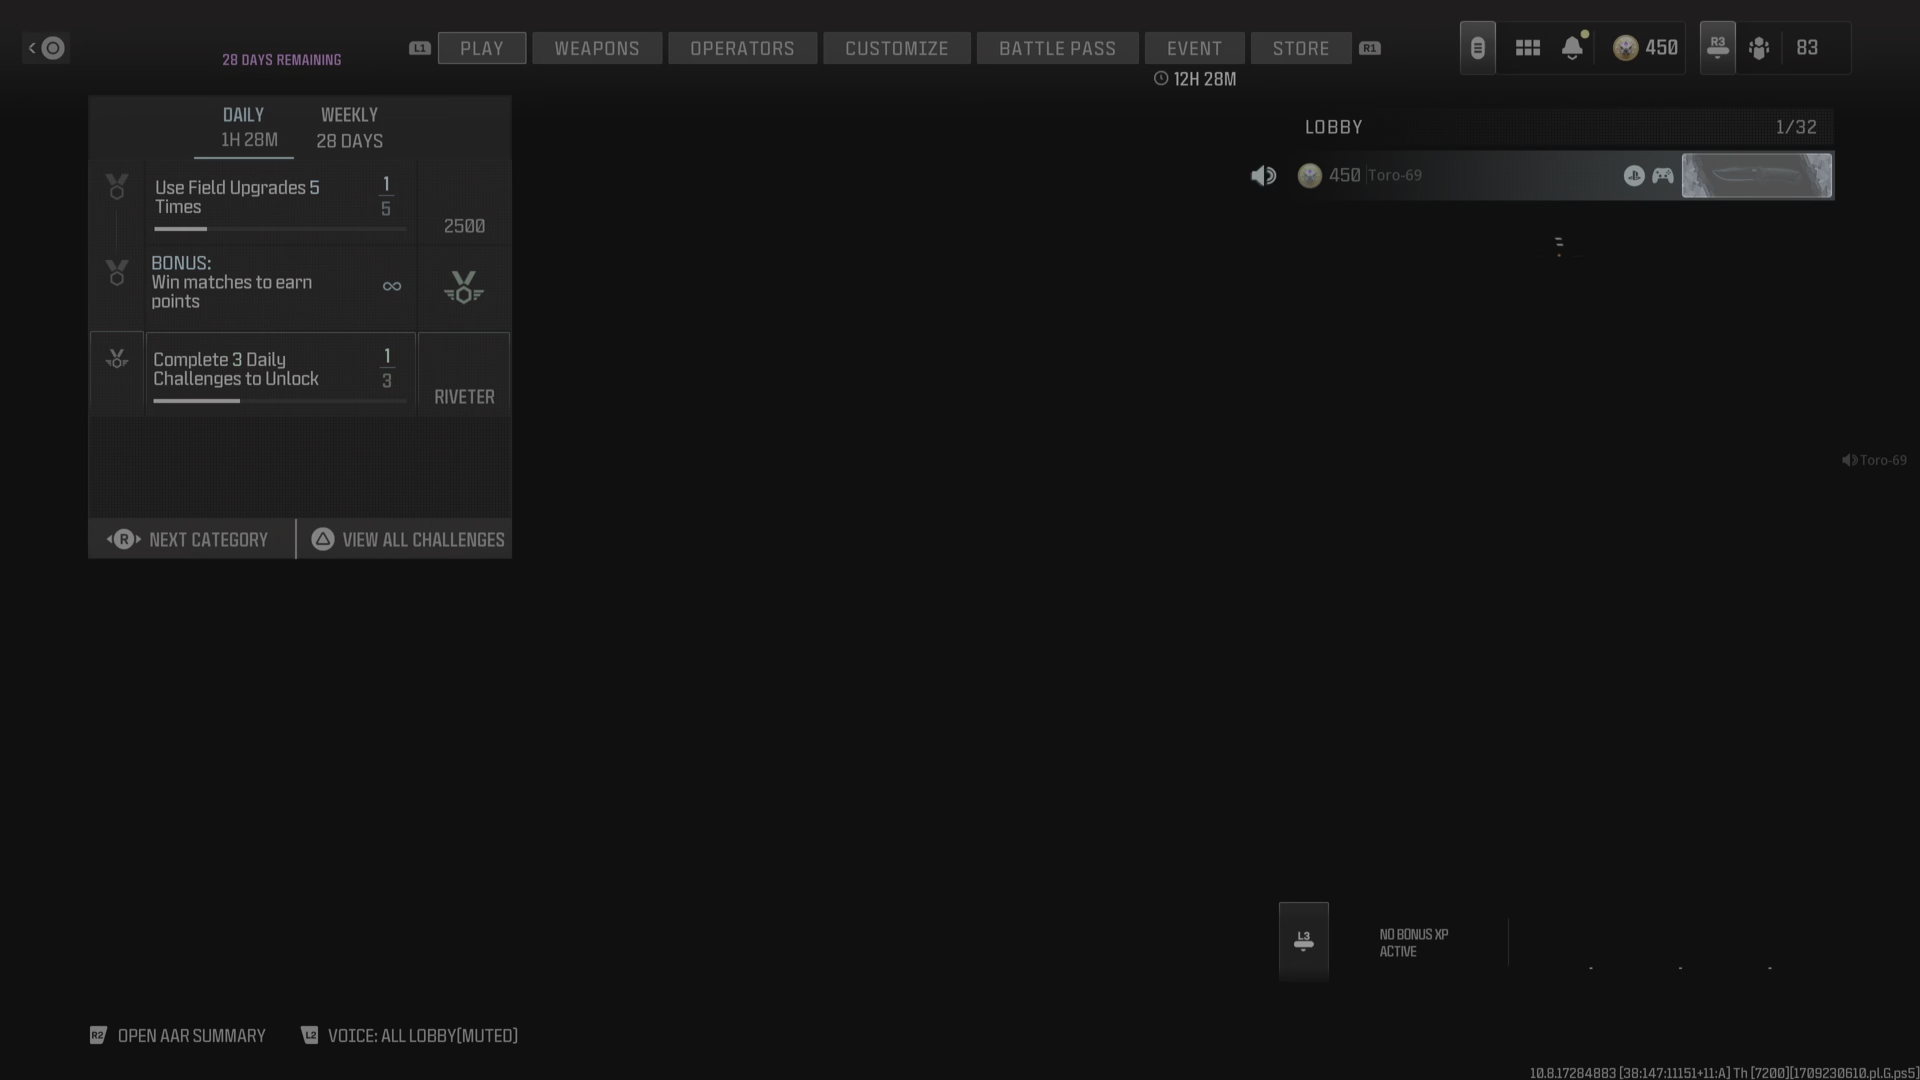 28 DAYS REMAINING
L1 PLAY WEAPONS OPERATORS CUSTOMIZE BATTLE PASS EVENT STORE R1
12H 28M
450
R3
83
DAILY
1H 28M
WEEKLY
28 DAYS
Use Field Upgrades 5
Times
1
5
2500
BONUS:
Win matches to earn
points
∞
Complete 3 Daily
Challenges to Unlock
1
3
RIVETER
R NEXT CATEGORY
VIEW ALL CHALLENGES
LOBBY 1/32
450 Toro-69
Toro-69
L3
NO BONUS XP
ACTIVE
R2 OPEN AAR SUMMARY
L2 VOICE: ALL LOBBY(MUTED)
10.8.17284883 [38:147:11151+11:A] Th [7200][1709230610.pl.G.ps5]